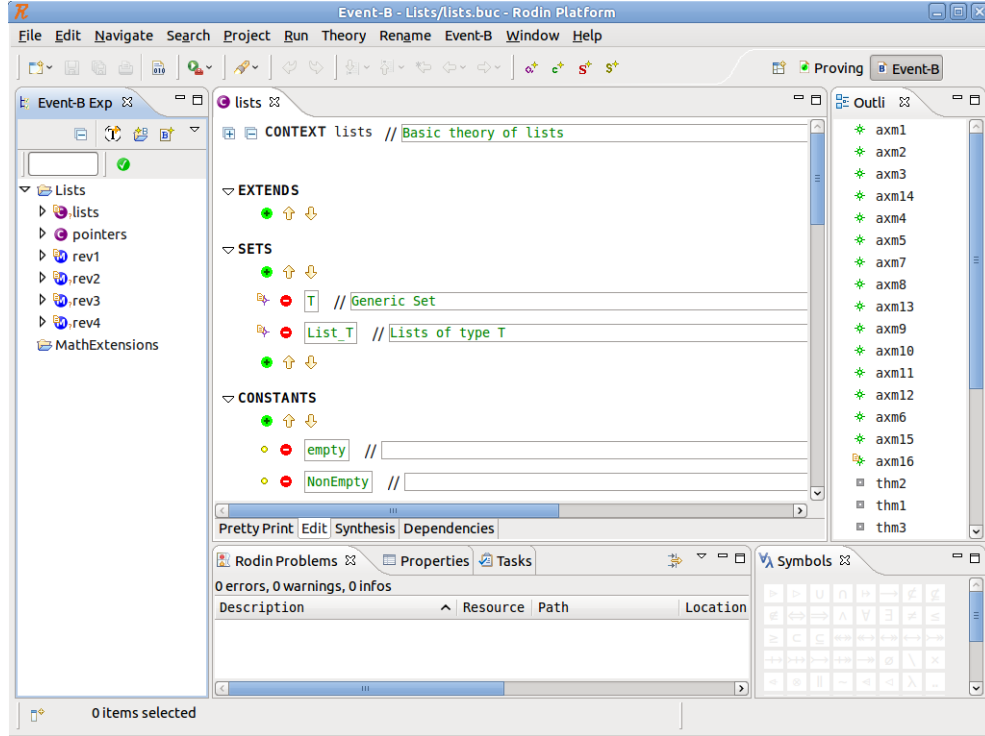 Event-B - Lists/lists.buc - Rodin Platform
File Edit Navigate Search Project Run Theory Rename Event-B Window Help
Proving Event-B
Event-B Exp
Lists
lists
pointers
rev1
rev2
rev3
rev4
MathExtensions
lists
CONTEXT lists // Basic theory of lists
EXTENDS
SETS
T // Generic Set
List_T // Lists of type T
CONSTANTS
empty //
NonEmpty //
Pretty Print Edit Synthesis Dependencies
Outli
axm1
axm2
axm3
axm14
axm4
axm5
axm7
axm8
axm13
axm9
axm10
axm11
axm12
axm6
axm15
axm16
thm2
thm1
thm3
Rodin Problems Properties Tasks
0 errors, 0 warnings, 0 infos
Description Resource Path Location
Symbols
0 items selected